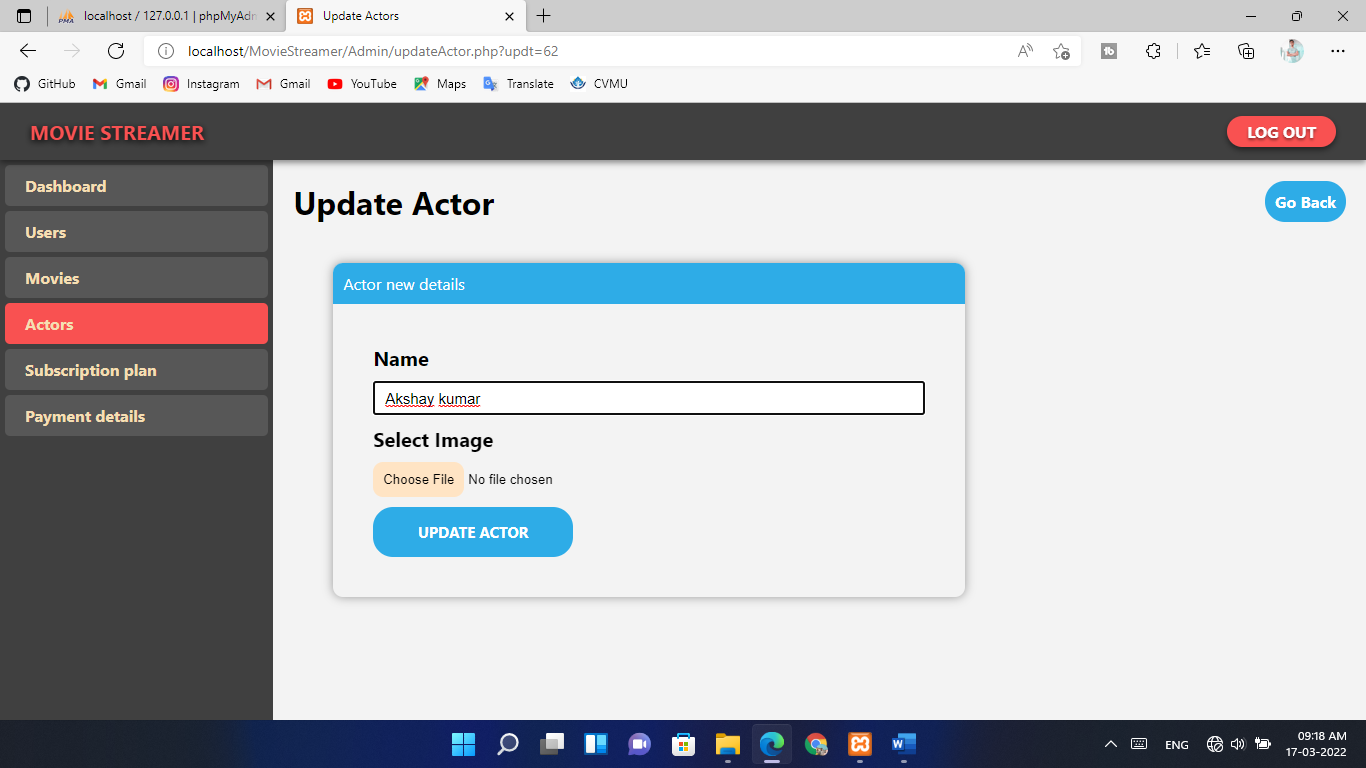 localhost / 127.0.0.1 | phpMyAdn
Update Actors
localhost/MovieStreamer/Admin/updateActor.php?updt=62
GitHub
Gmail
Instagram
Gmail
YouTube
Maps
Translate
CVMU
MOVIE STREAMER
LOG OUT
Dashboard
Users
Movies
Actors
Subscription plan
Payment details
Update Actor
Go Back
Actor new details
Name
Akshay kumar
Select Image
Choose File No file chosen
UPDATE ACTOR
ENG
09:18 AM
17-03-2022